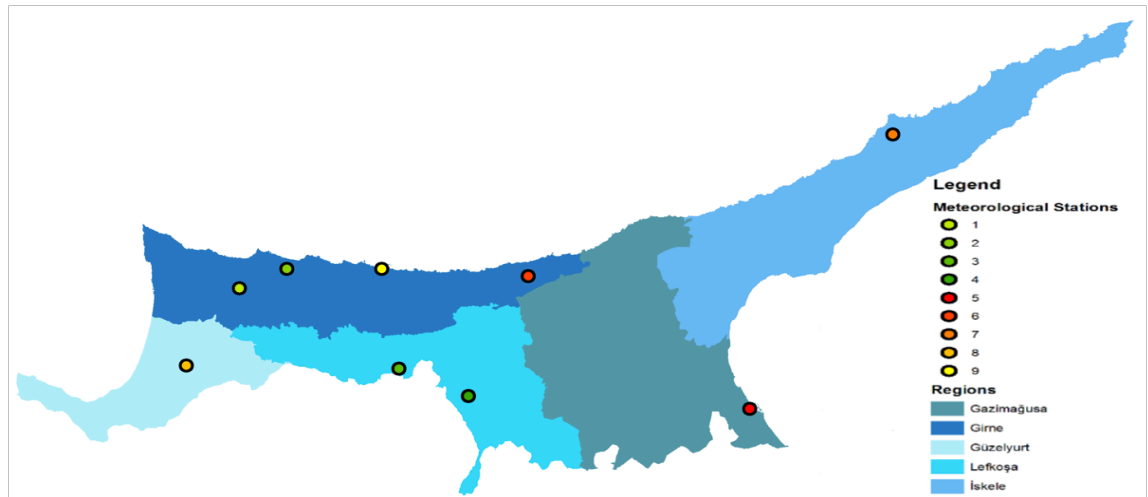 Legend
Meteorological Stations
1
2
3
4
5
6
7
8
9
Regions
Gazimağusa
Girne
Güzelyurt
Lefkoşa
İskele